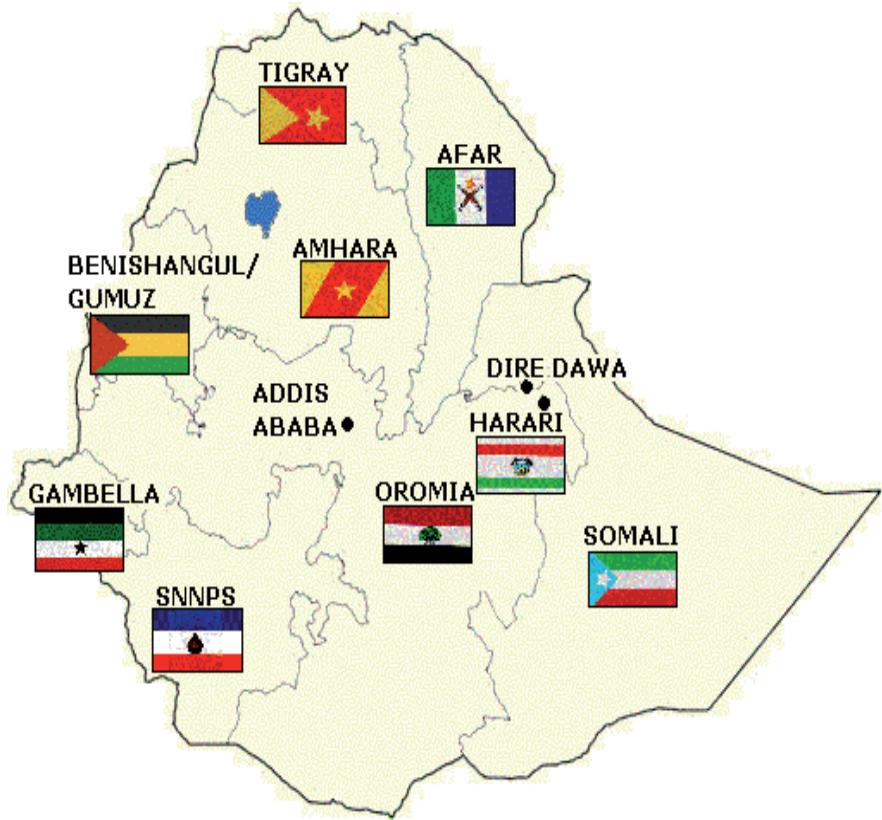 TIGRAY
AFAR
AMHARA
BENISHANGUL/
GUMUZ
DIRE DAWA
ADDIS
ABABA
HARARI
GAMBELLA
OROMIA
SOMALI
SNNPS